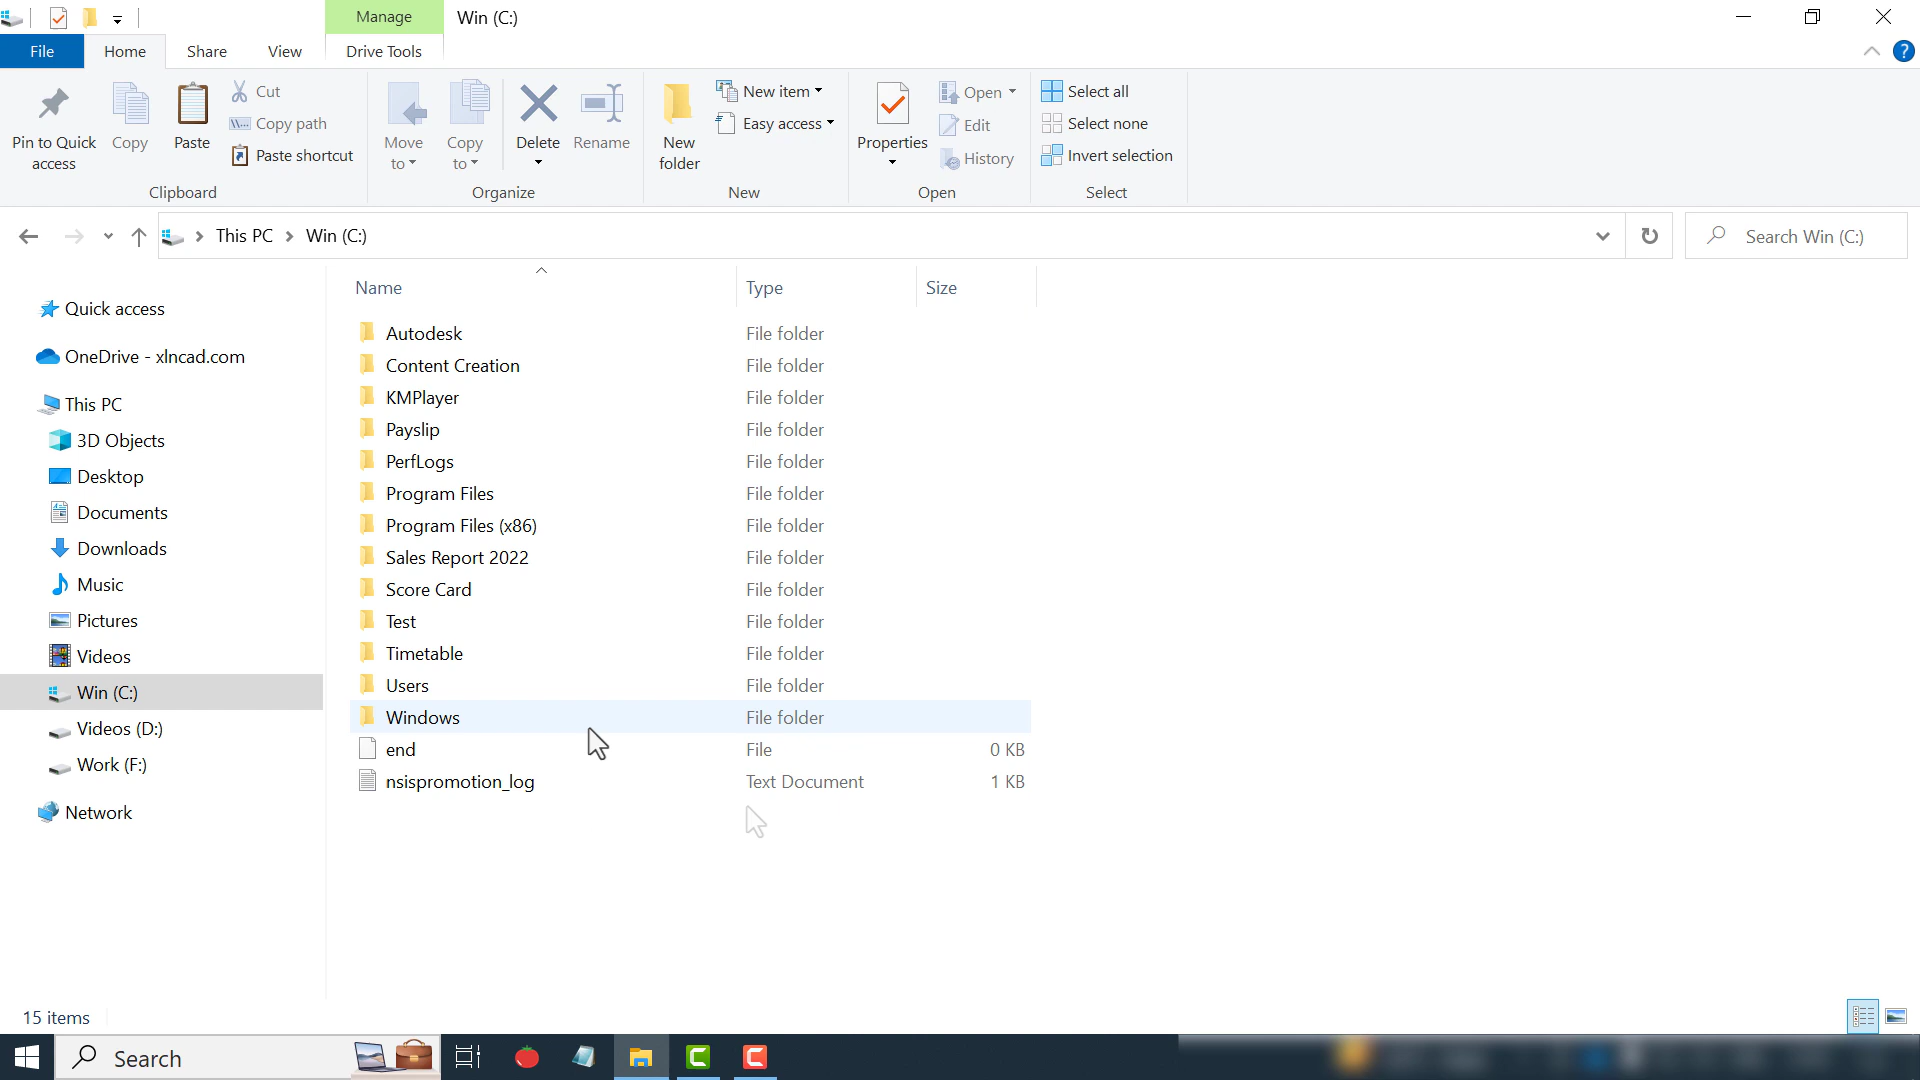 Manage
Win (C:)
File
Home
Share
View
Drive Tools
Pin to Quick access
Copy
Paste
Cut
Copy path
Paste shortcut
Clipboard
Move to
Copy to
Delete
Rename
Organize
New folder
New item
Easy access
New
Properties
Open
Edit
History
Open
Select all
Select none
Invert selection
Select
This PC
Win (C:)
Search Win (C:)
Quick access
OneDrive - xlncad.com
This PC
3D Objects
Desktop
Documents
Downloads
Music
Pictures
Videos
Win (C:)
Videos (D:)
Work (F:)
Network
Name Type Size
Autodesk File folder
Content Creation File folder
KMPlayer File folder
Payslip File folder
PerfLogs File folder
Program Files File folder
Program Files (x86) File folder
Sales Report 2022 File folder
Score Card File folder
Test File folder
Timetable File folder
Users File folder
Windows File folder
end File 0 KB
nsispromotion_log Text Document 1 KB
15 items
Search